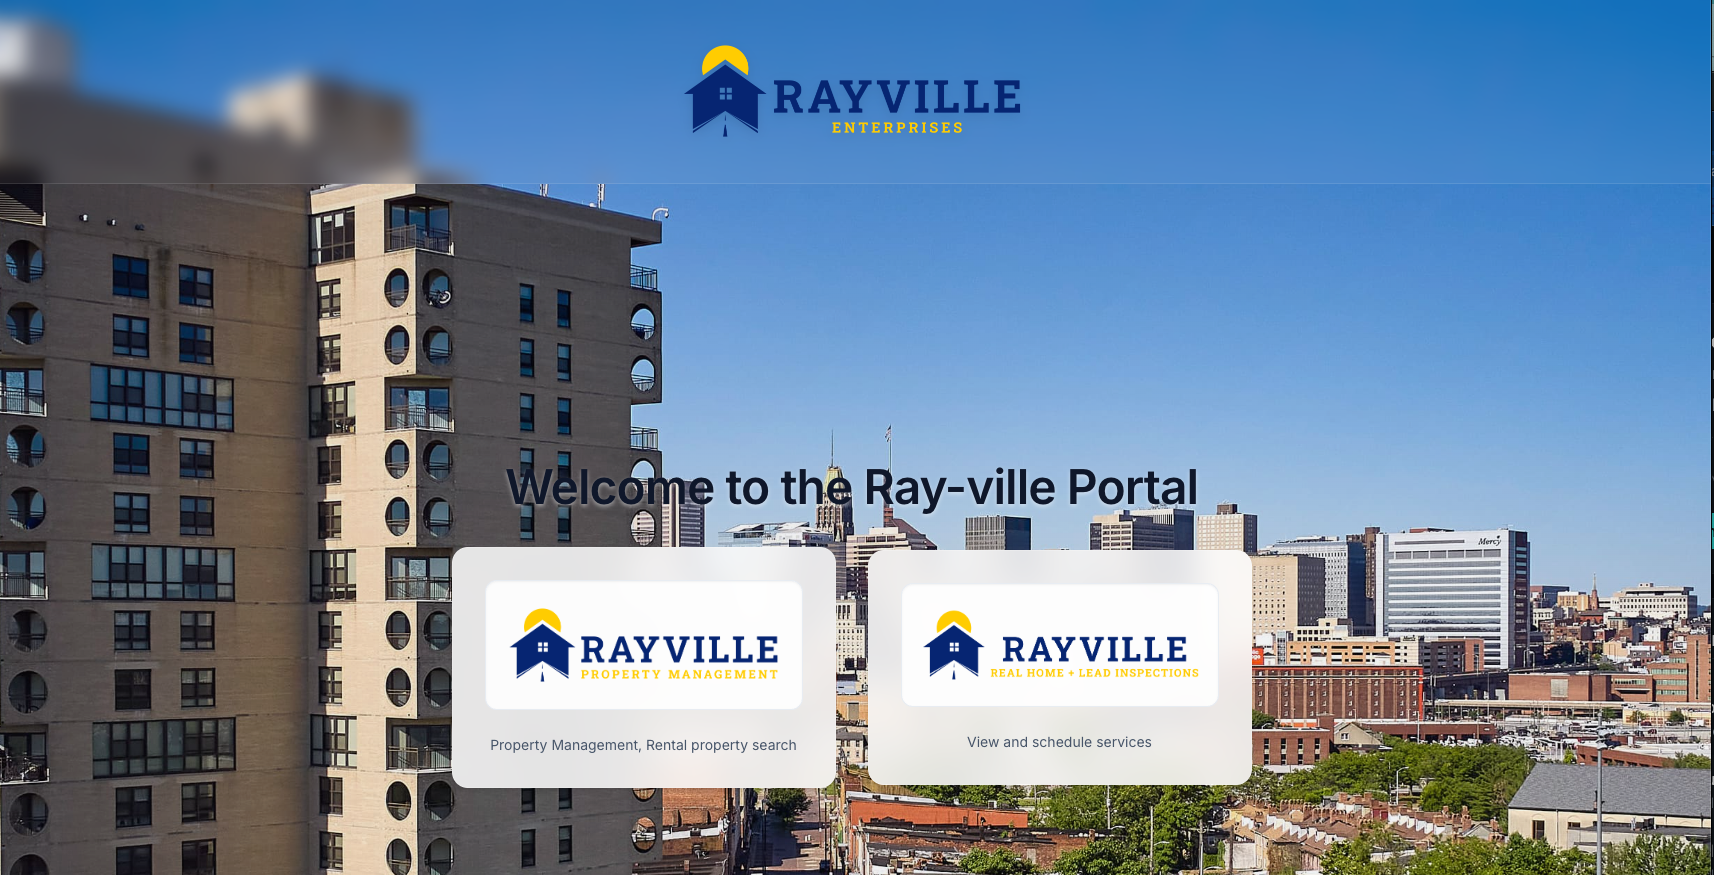 RAYVILLE
ENTERPRISES
Welcome to the Ray-ville Portal
Mercy
RAYVILLE
PROPERTY MANAGEMENT
RAYVILLE
REAL HOME + LEAD INSPECTIONS
Property Management, Rental property search
View and schedule services